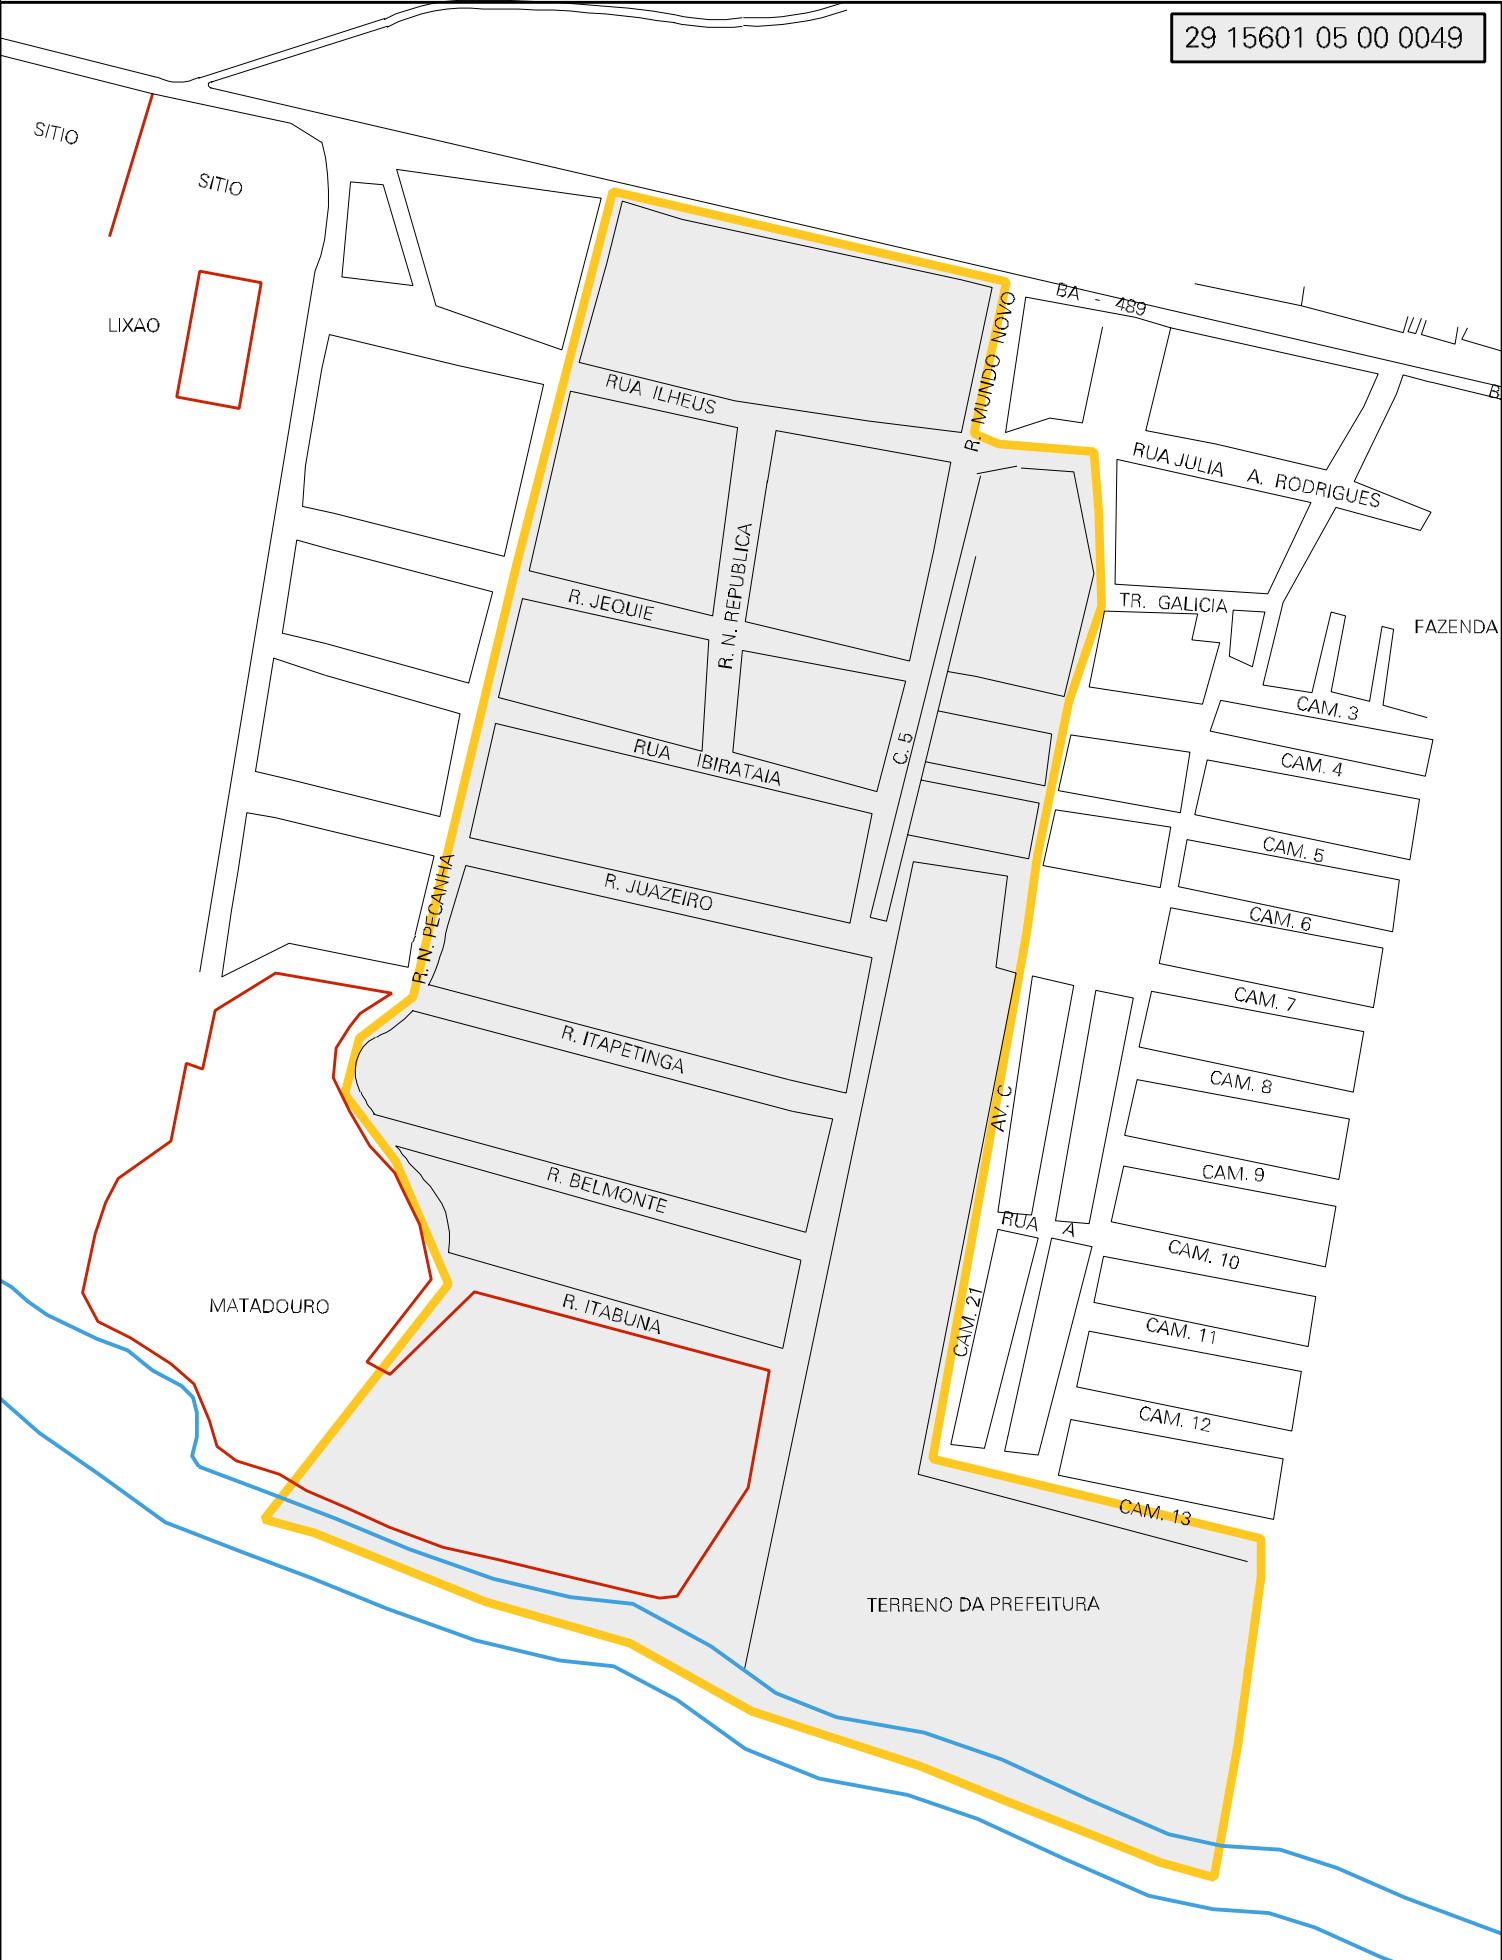 29 15601 05 00 0049
SITIO
SITIO
LIXAO
BA - 489
R. MUNDO NOVO
RUA ILHEUS
RUA JULIA A. RODRIGUES
R. N. REPUBLICA
R. JEQUIE
TR. GALICIA
FAZENDA
CAM. 3
C. 5
RUA IBIRATAIA
CAM. 4
CAM. 5
R. JUAZEIRO
R. N. PECANHA
CAM. 6
CAM. 7
R. ITAPETINGA
CAM. 8
AV. C
R. BELMONTE
CAM. 9
RUA A
CAM. 10
MATADOURO
R. ITABUNA
CAM. 21
CAM. 11
CAM. 12
CAM. 13
TERRENO DA PREFEITURA